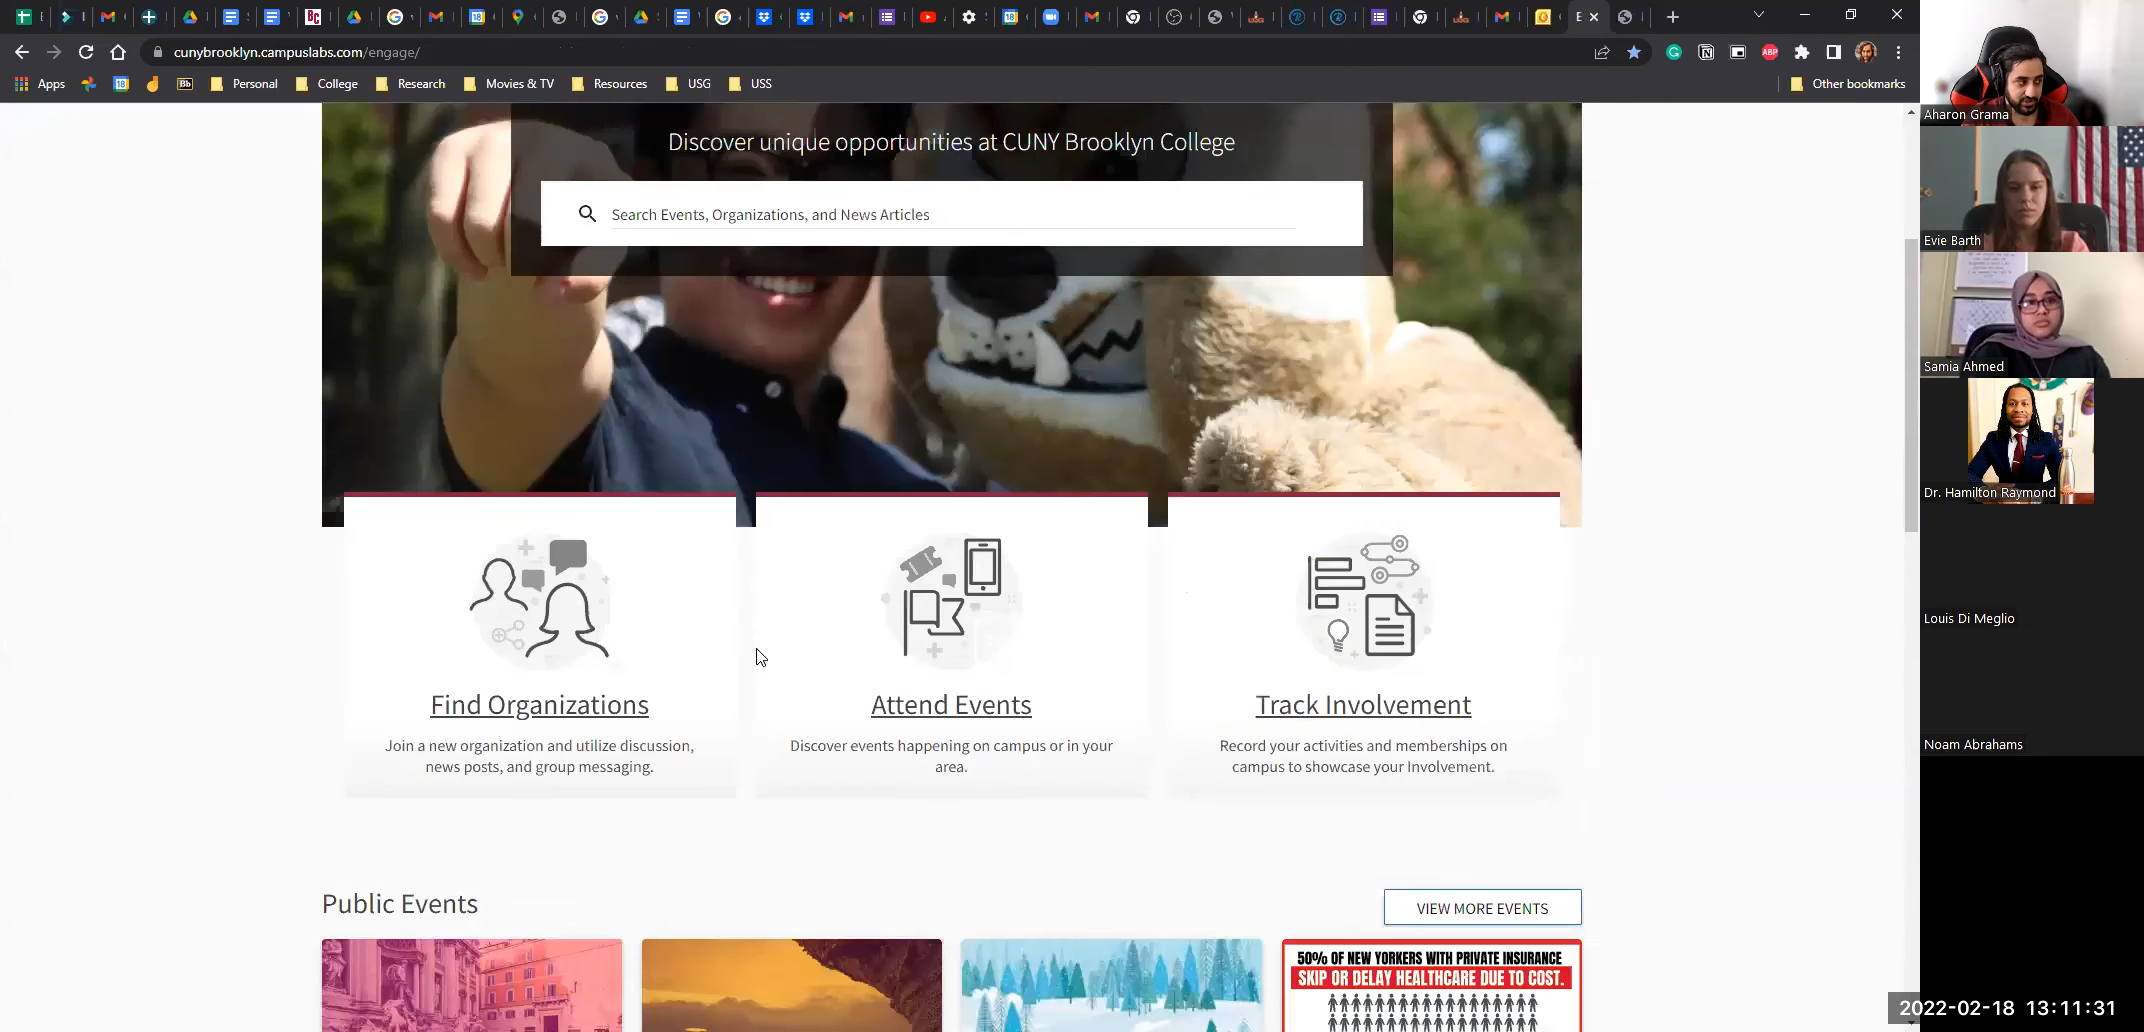 cunybrooklyn.campuslabs.com/engage/
ABP
Apps
18
Bb
Personal
College
Research
Movies & TV
Resources
USG
USS
Other bookmarks
Discover unique opportunities at CUNY Brooklyn College
Search Events, Organizations, and News Articles
Find Organizations
Join a new organization and utilize discussion,
news posts, and group messaging.
Attend Events
Discover events happening on campus or in your
area.
Track Involvement
Record your activities and memberships on
campus to showcase your Involvement.
Public Events
VIEW MORE EVENTS
50% OF NEW YORKERS WITH PRIVATE INSURANCE
SKIP OR DELAY HEALTHCARE DUE TO COST.
Aharon Grama
Evie Barth
Samia Ahmed
Dr. Hamilton Raymond
Louis Di Meglio
Noam Abrahams
2022-02-18 13:11:31